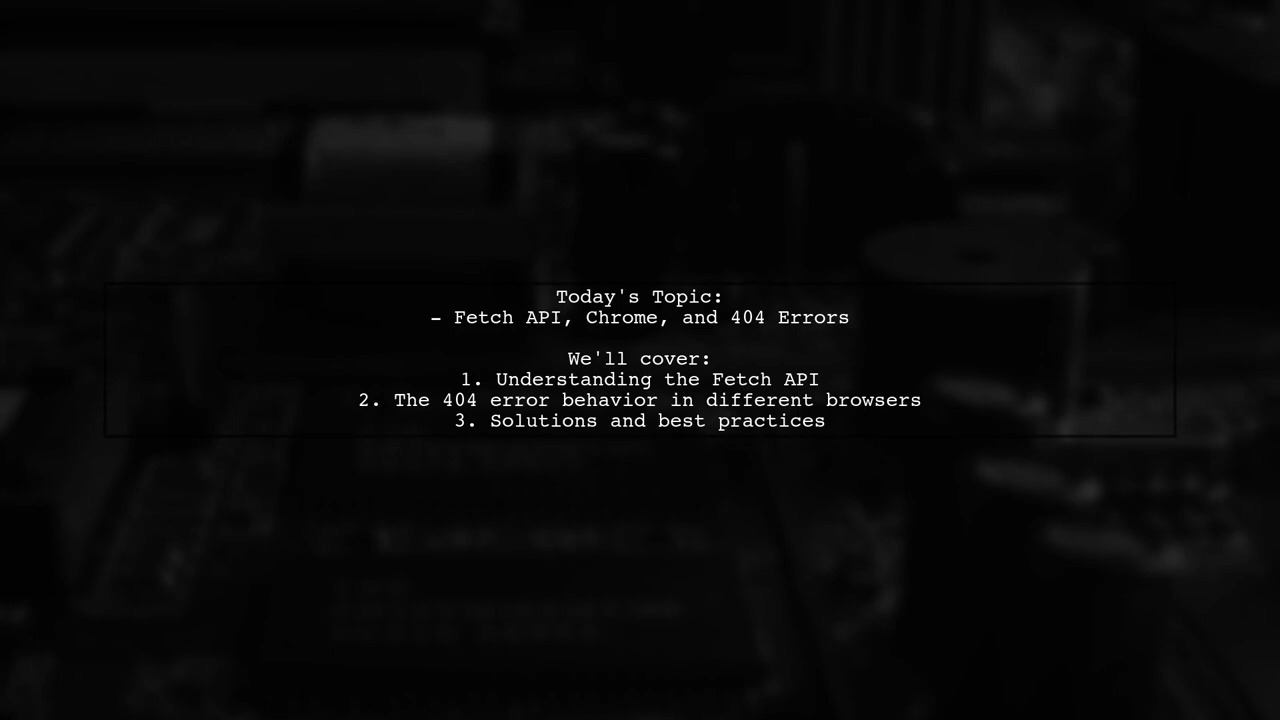 Today's Topic:
– Fetch API, Chrome, and 404 Errors
We'll cover:
1. Understanding the Fetch API
2. The 404 error behavior in different browsers
3. Solutions and best practices